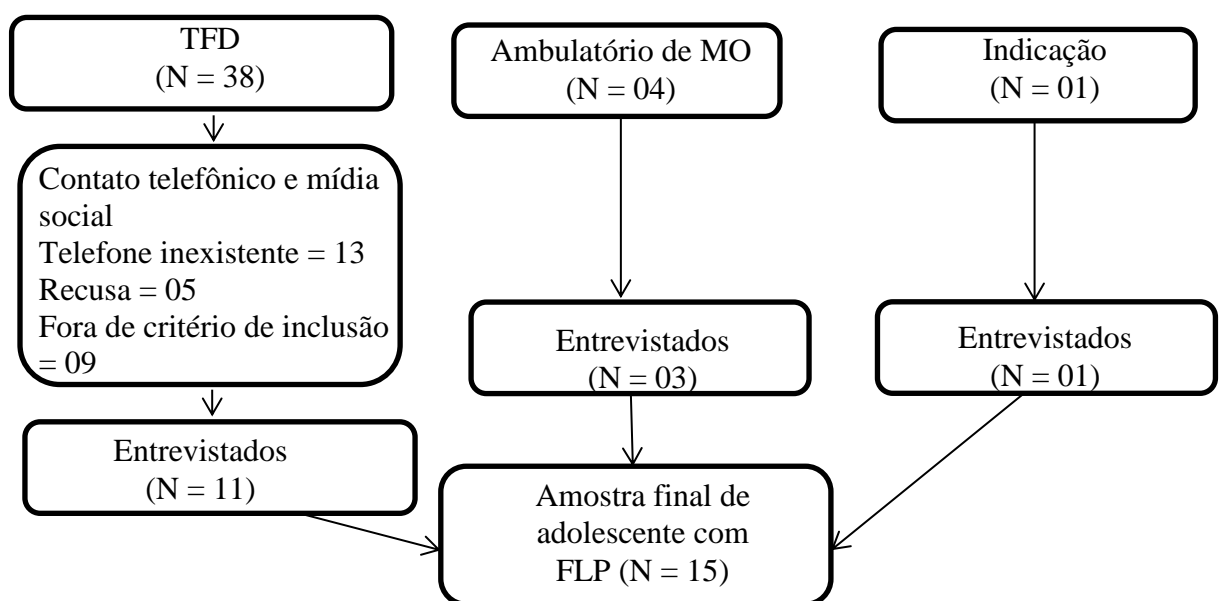 TFD
(N = 38)
Ambulatório de MO
(N = 04)
Indicação
(N = 01)
Contato telefônico e mídia
social
Telefone inexistente = 13
Recusa = 05
Fora de critério de inclusão
= 09
Entrevistados
(N = 03)
Entrevistados
(N = 01)
Entrevistados
(N = 11)
Amostra final de
adolescente com
FLP (N = 15)